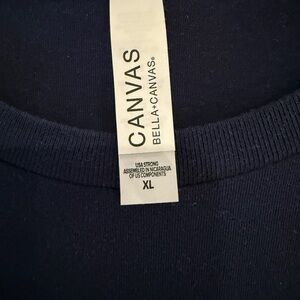 CANVAS
BELLA+CANVAS®
USA STRONG
ASSEMBLED IN NICARAGUA
OF US COMPONENTS
XL